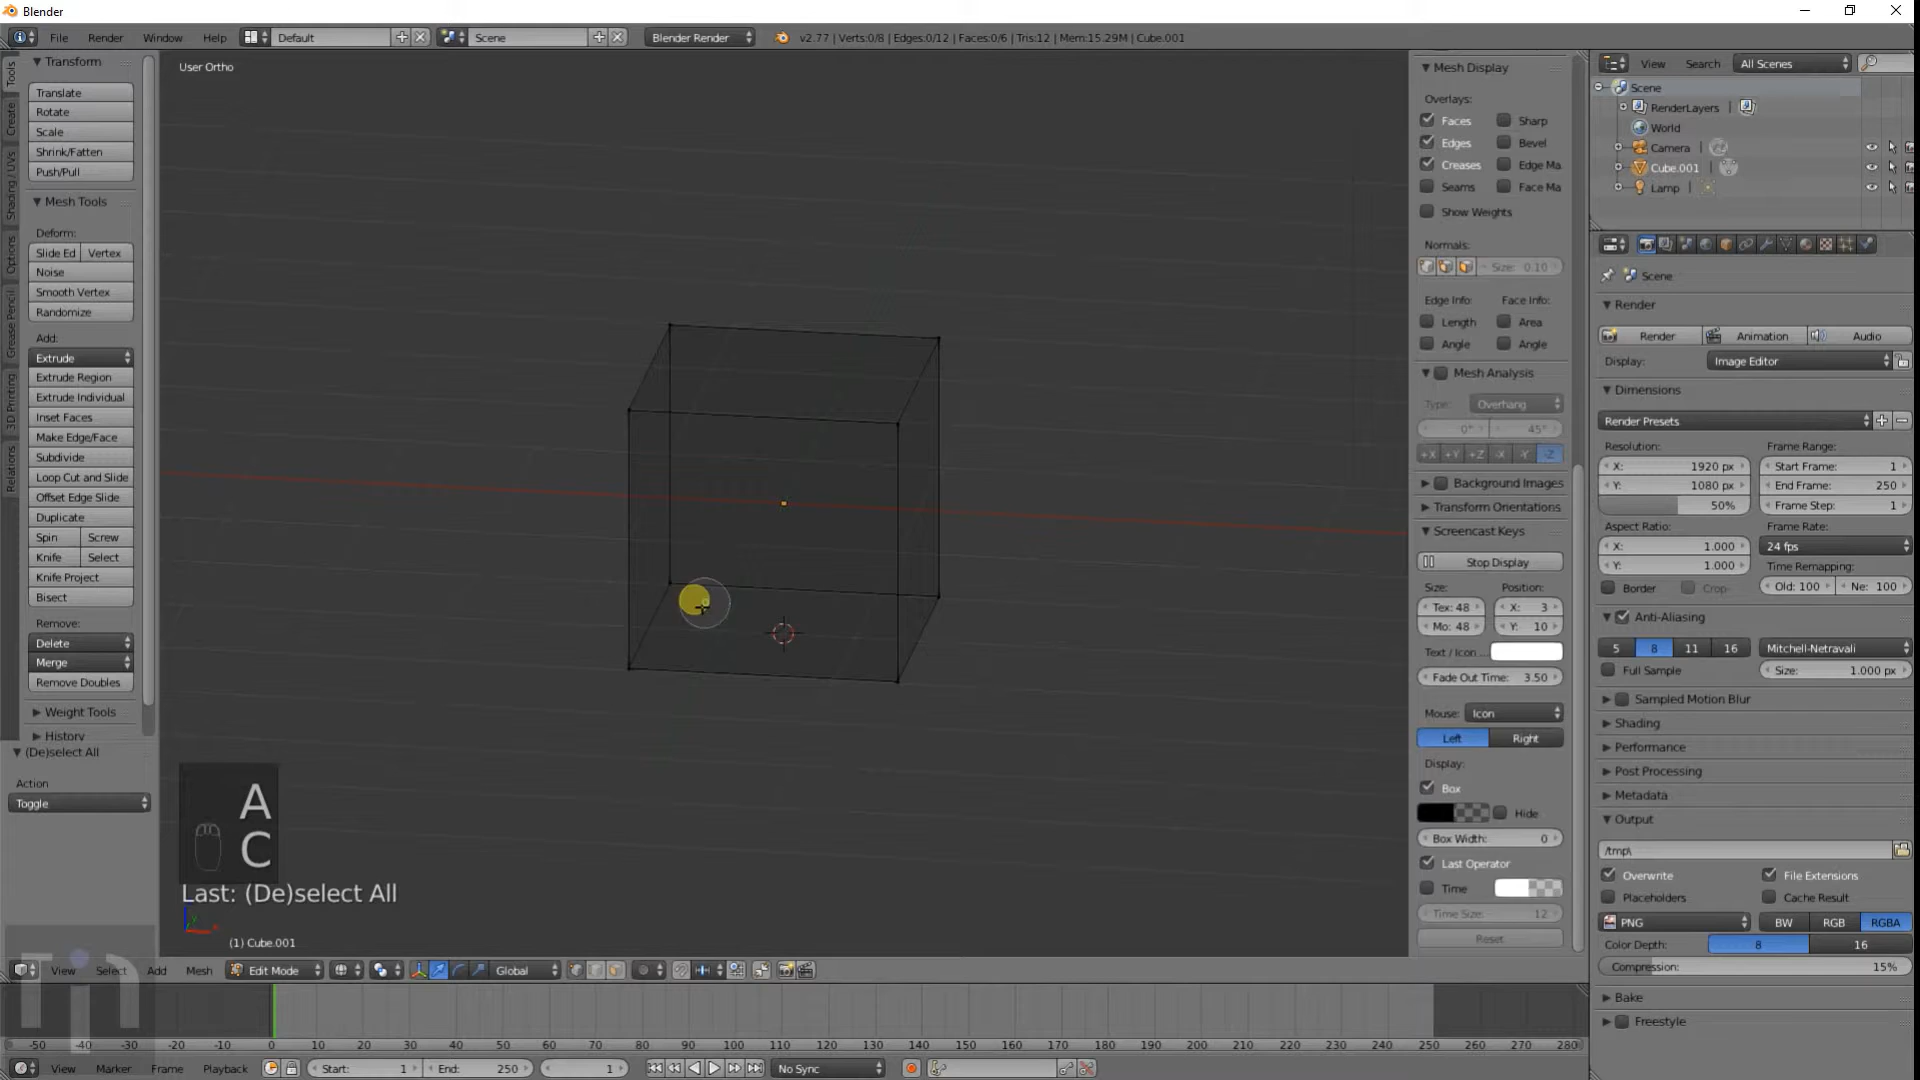 Blender
File Render Window Help Default Scene Blender Render v2.77 | Verts:0/8 | Edges:0/12 | Faces:0/6 | Tris:12 | Mem:15.29M | Cube.001
Tools
Create
Shading / UVs
Options
Grease Pencil
3D Printing
Relations
Transform
Translate
Rotate
Scale
Shrink/Fatten
Push/Pull
Mesh Tools
Deform:
Slide Ed Vertex
Noise
Smooth Vertex
Randomize
Add:
Extrude
Extrude Region
Extrude Individual
Inset Faces
Make Edge/Face
Subdivide
Loop Cut and Slide
Offset Edge Slide
Duplicate
Spin Screw
Knife Select
Knife Project
Bisect
Remove:
Delete
Merge
Remove Doubles
Weight Tools
History
(De)select All
Action
Toggle
User Ortho
A
C
Last: (De)select All
(1) Cube.001
Mesh Display
Overlays:
Faces Sharp
Edges Bevel
Creases Edge Ma
Seams Face Ma
Show Weights
Normals:
Size: 0.10
Edge Info: Face Info:
Length Area
Angle Angle
Mesh Analysis
Type: Overhang
0° 45°
+X +Y +Z -X -Y -Z
Background Images
Transform Orientations
Screencast Keys
Stop Display
Size: Position:
Tex: 48 X: 3
Mo: 48 Y: 10
Text / Icon ...
Fade Out Time: 3.50
Mouse: Icon
Left Right
Display:
Box
Hide
Box Width: 0
Last Operator
Time
Time Size: 12
Reset
View Search All Scenes
Scene
RenderLayers |
World
Camera |
Cube.001 |
Lamp |
Scene
Render
Render Animation Audio
Display: Image Editor
Dimensions
Render Presets
Resolution: Frame Range:
X: 1920 px Start Frame: 1
Y: 1080 px End Frame: 250
50% Frame Step: 1
Aspect Ratio: Frame Rate:
X: 1.000 24 fps
Y: 1.000 Time Remapping:
Border Crop Old: 100 Ne: 100
Anti-Aliasing
5 8 11 16 Mitchell-Netravali
Full Sample Size: 1.000 px
Sampled Motion Blur
Shading
Performance
Post Processing
Metadata
Output
/tmp\
Overwrite File Extensions
Placeholders Cache Result
PNG BW RGB RGBA
Color Depth: 8 16
Compression: 15%
Bake
Freestyle
View Select Add Mesh Edit Mode Global
-50 -40 -30 -20 -10 0 10 20 30 40 50 60 70 80 90 100 110 120 130 140 150 160 170 180 190 200 210 220 230 240 250 260 270 280
View Marker Frame Playback Start: 1 End: 250 1 No Sync